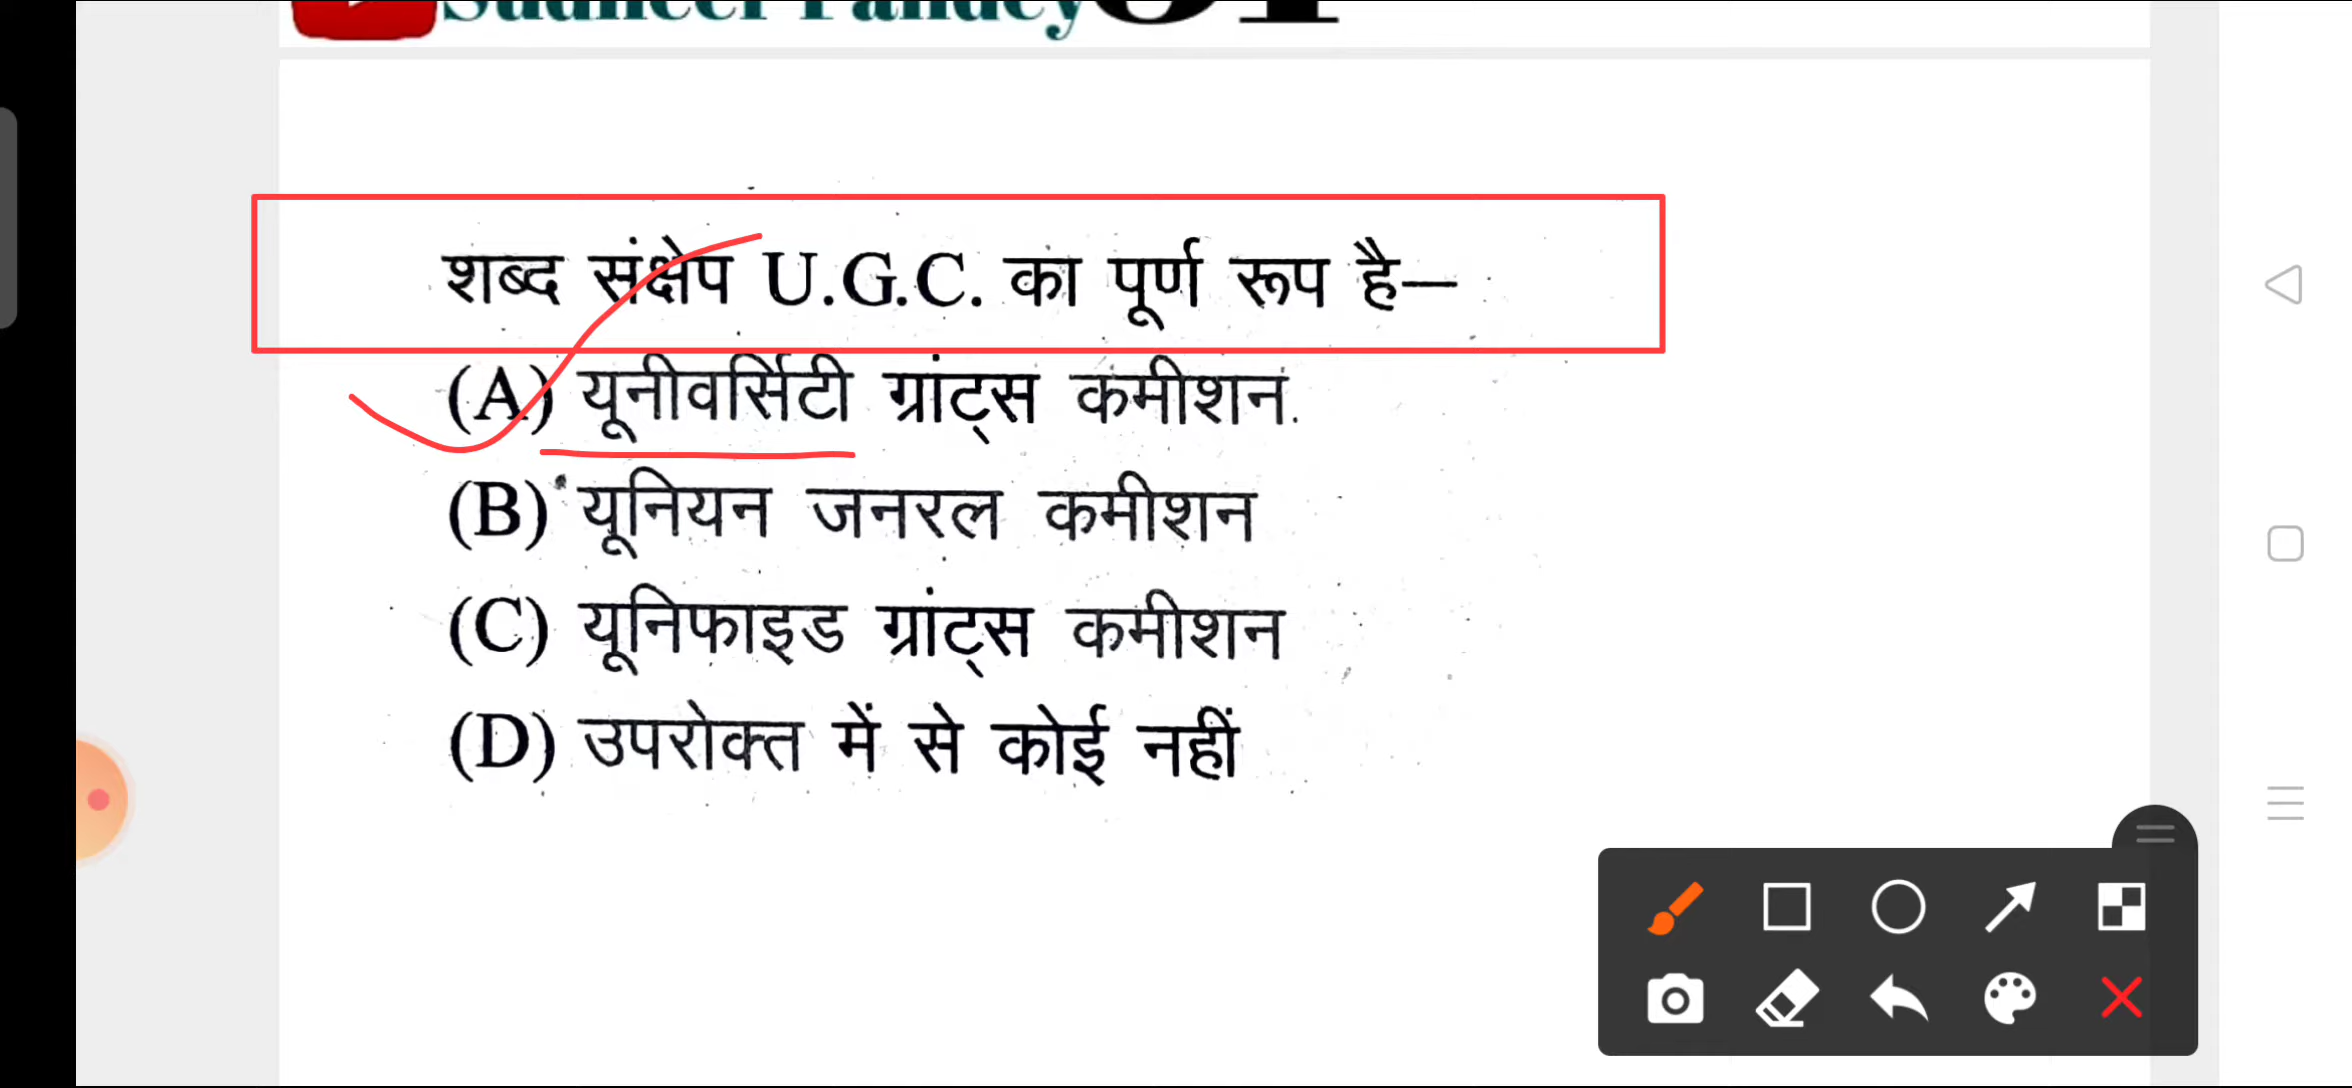 शब्द संक्षेप U.G.C. का पूर्ण रूप है—
(A) यूनीवर्सिटी ग्रांट्स कमीशन.
(B) यूनियन जनरल कमीशन
(C) यूनिफाइड ग्रांट्स कमीशन
(D) उपरोक्त में से कोई नहीं